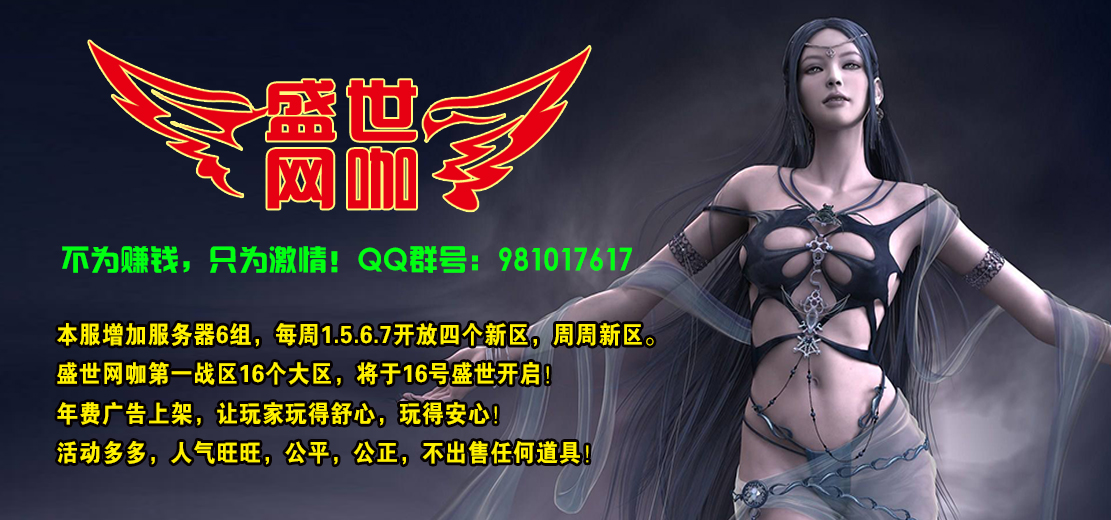 盛世
网咖
不为赚钱，只为激情！QQ群号：981017617
本服增加服务器6组，每周1.5.6.7开放四个新区，周周新区。
盛世网咖第一战区16个大区，将于16号盛世开启！
年费广告上架，让玩家玩得舒心，玩得安心！
活动多多，人气旺旺，公平，公正，不出售任何道具！